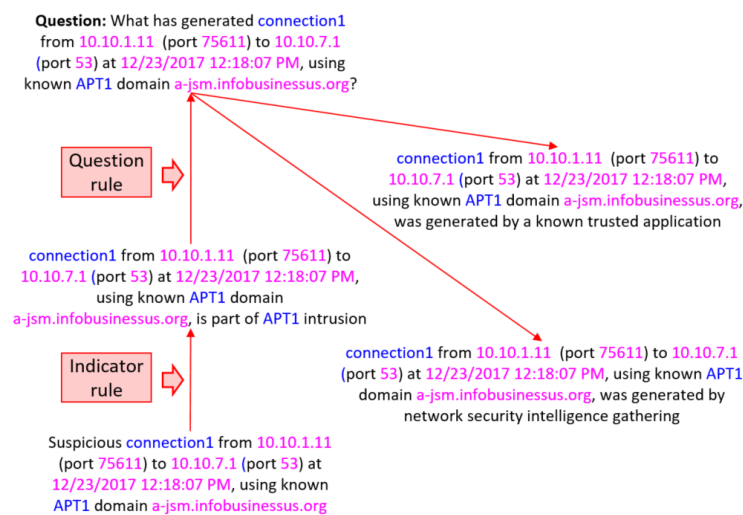 Question: What has generated connection1
from 10.10.1.11 (port 75611) to 10.10.7.1
(port 53) at 12/23/2017 12:18:07 PM, using
known APT1 domain a-jsm.infobusinessus.org?
Question
rule
connection1 from 10.10.1.11 (port 75611) to
10.10.7.1 (port 53) at 12/23/2017 12:18:07 PM,
using known APT1 domain a-jsm.infobusinessus.org,
was generated by a known trusted application
connection1 from 10.10.1.11 (port 75611) to
10.10.7.1 (port 53) at 12/23/2017 12:18:07 PM,
using known APT1 domain
a-jsm.infobusinessus.org, is part of APT1 intrusion
Indicator
rule
connection1 from 10.10.1.11 (port 75611) to 10.10.7.1
(port 53) at 12/23/2017 12:18:07 PM, using known APT1
domain a-jsm.infobusinessus.org, was generated by
network security intelligence gathering
Suspicious connection1 from 10.10.1.11
(port 75611) to 10.10.7.1 (port 53) at
12/23/2017 12:18:07 PM, using known
APT1 domain a-jsm.infobusinessus.org